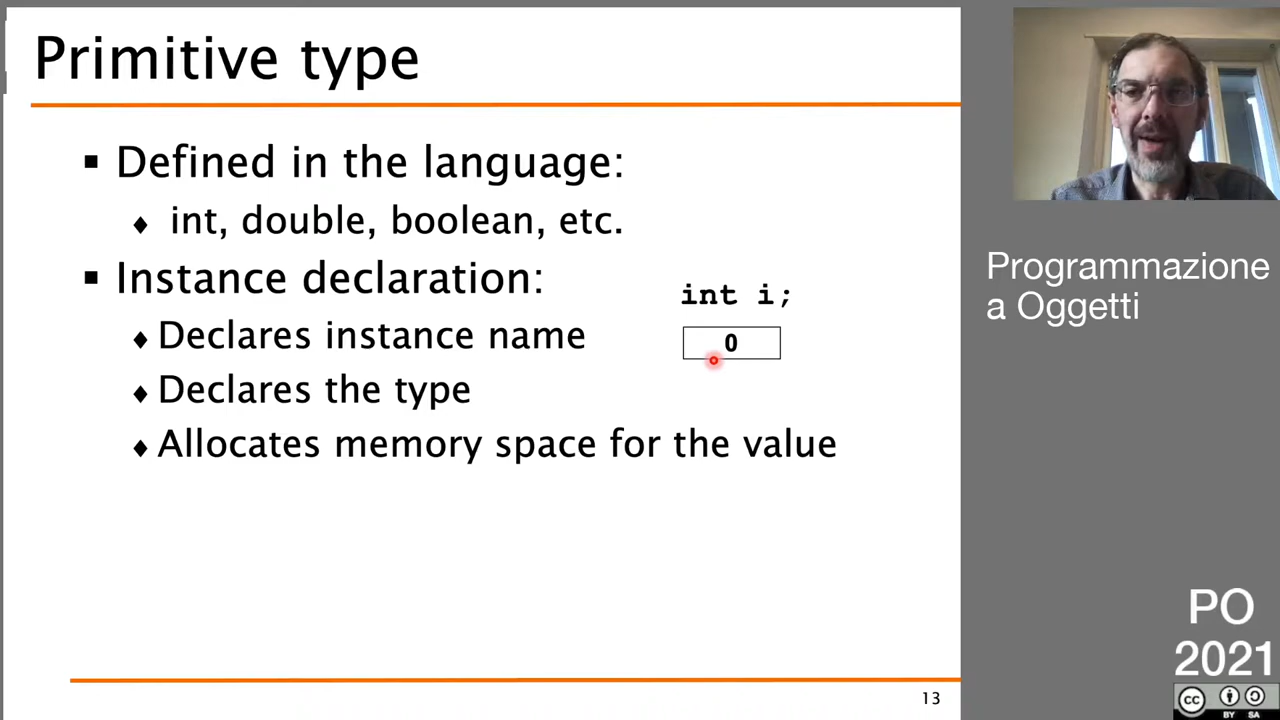 Primitive type
▪ Defined in the language:
♦ int, double, boolean, etc.
▪ Instance declaration:
♦ Declares instance name
♦ Declares the type
♦ Allocates memory space for the value
int i;
0
13
Programmazione
a Oggetti
PO
2021
cc
BY SA